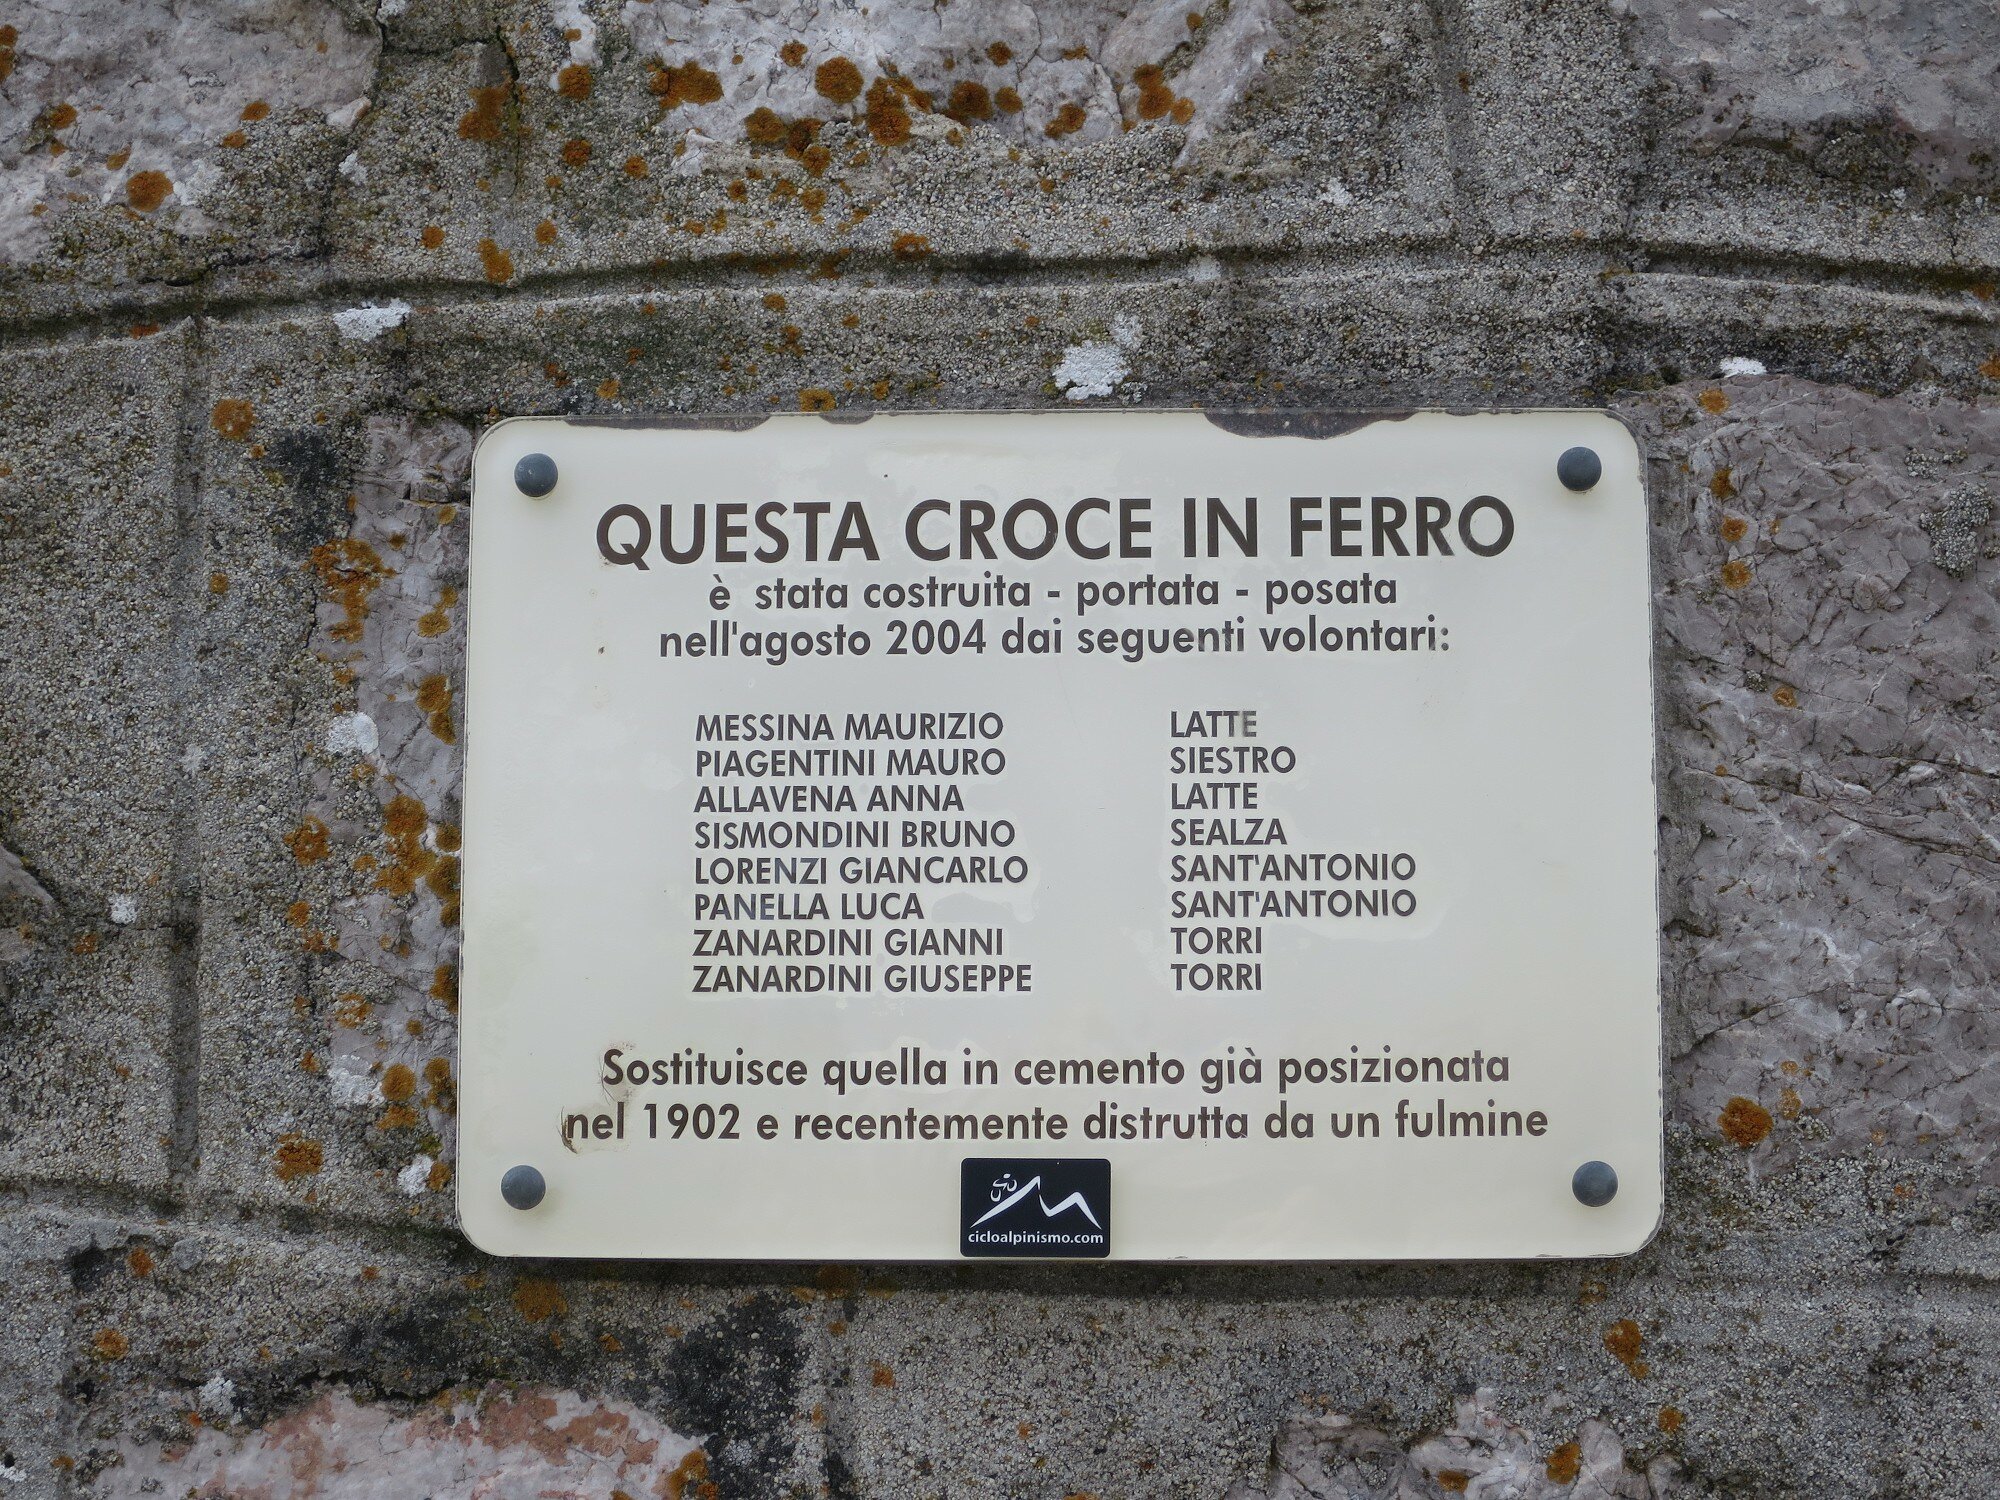 QUESTA CROCE IN FERRO
è stata costruita - portata - posata
nell'agosto 2004 dai seguenti volontari:
MESSINA MAURIZIO LATTE
PIAGENTINI MAURO SIESTRO
ALLAVENA ANNA LATTE
SISMONDINI BRUNO SEALZA
LORENZI GIANCARLO SANT'ANTONIO
PANELLA LUCA SANT'ANTONIO
ZANARDINI GIANNI TORRI
ZANARDINI GIUSEPPE TORRI
Sostituisce quella in cemento già posizionata
nel 1902 e recentemente distrutta da un fulmine
cicloalpinismo.com